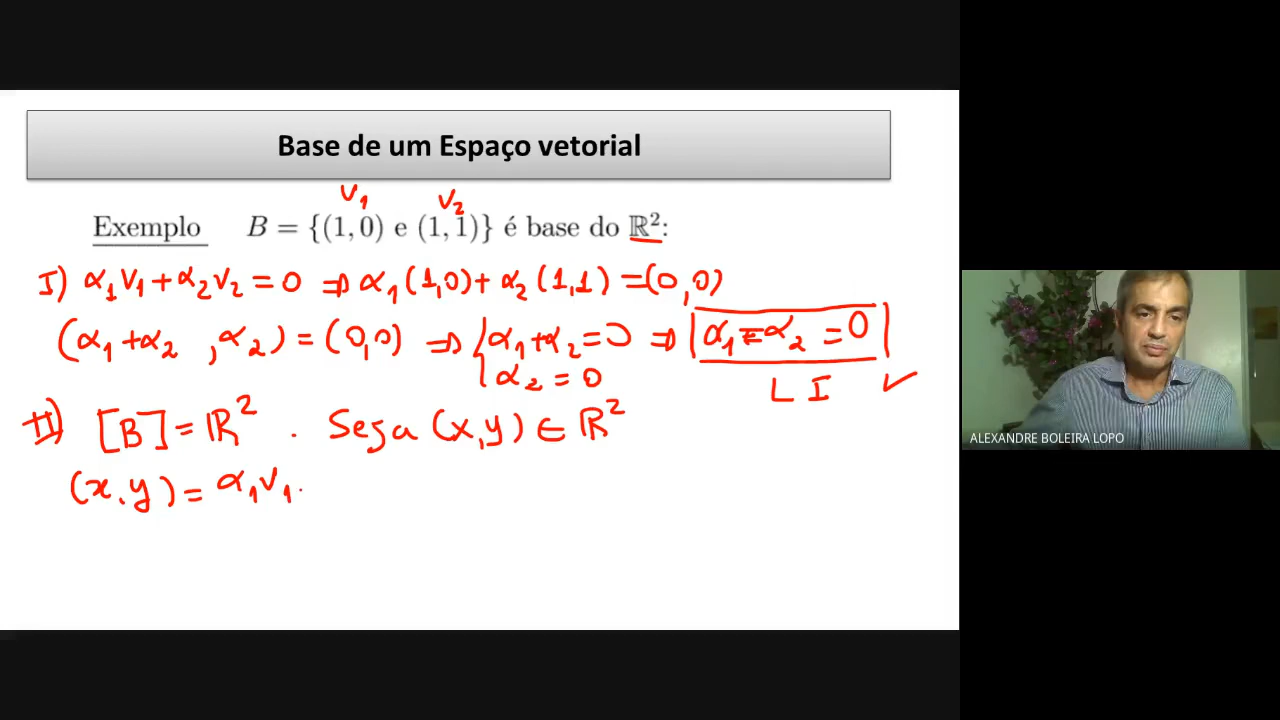 Base de um Espaço vetorial
v₁ v₂
Exemplo B = {(1, 0) e (1, 1)} é base do ℝ²:
I) α₁v₁ + α₂v₂ = 0 ⇒ α₁(1,0) + α₂(1,1) = (0,0)
(α₁+α₂ , α₂) = (0,0) ⇒ { α₁+α₂ = 0 ⇒ α₁ = α₂ = 0
α₂ = 0
L I ✓
II) [B] = ℝ² . Seja (x,y) ∈ ℝ²
(x,y) = α₁v₁
ALEXANDRE BOLEIRA LOPO